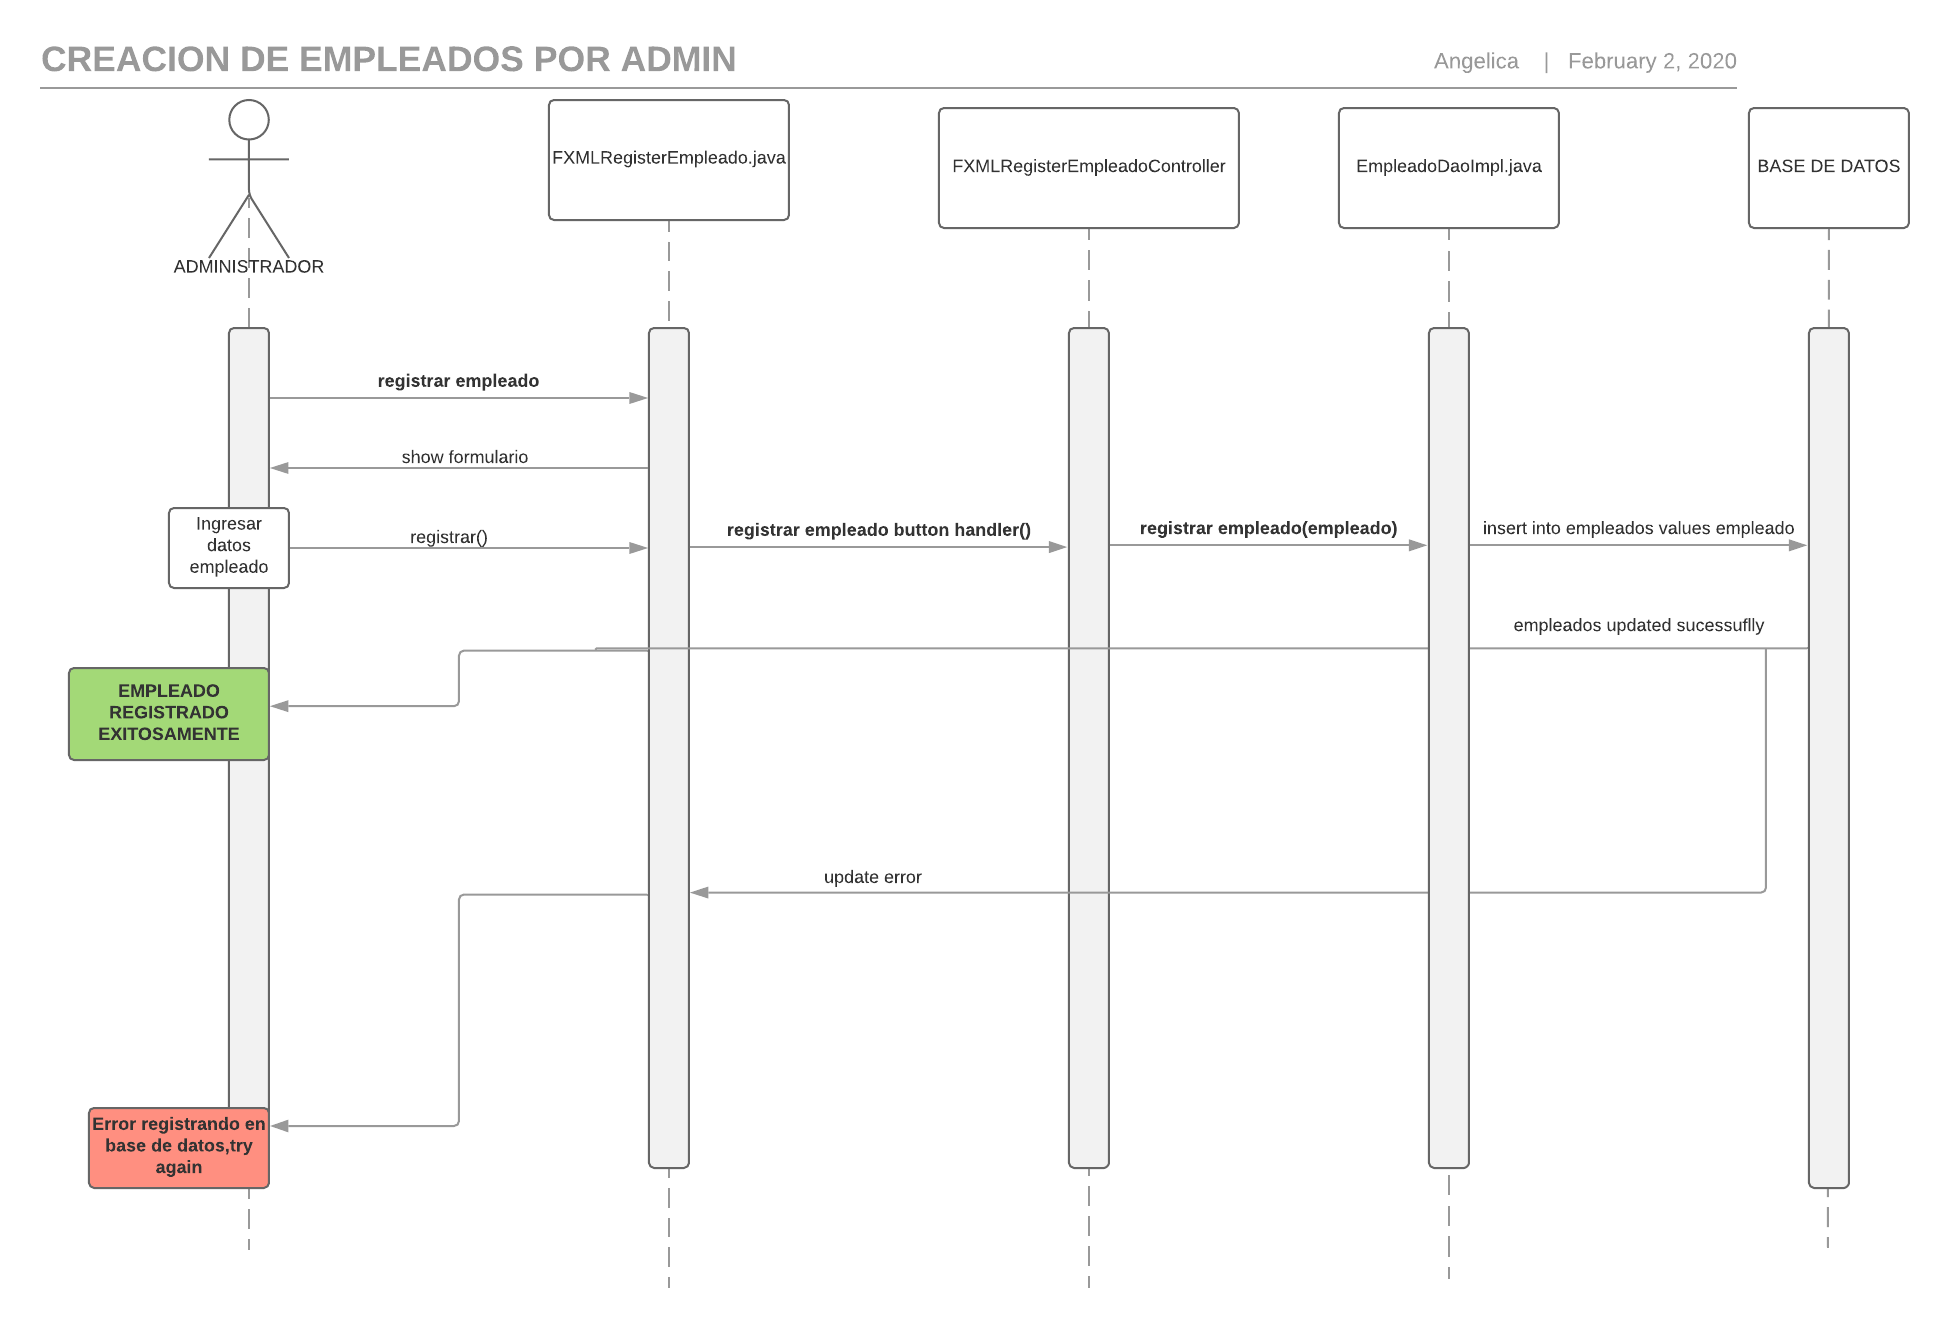 CREACION DE EMPLEADOS POR ADMIN
Angelica | February 2, 2020
FXMLRegisterEmpleado.java
FXMLRegisterEmpleadoController
EmpleadoDaoImpl.java
BASE DE DATOS
ADMINISTRADOR
registrar empleado
show formulario
Ingresar
datos
empleado
registrar()
registrar empleado button handler()
registrar empleado(empleado)
insert into empleados values empleado
empleados updated sucessuflly
EMPLEADO
REGISTRADO
EXITOSAMENTE
update error
Error registrando en
base de datos,try
again